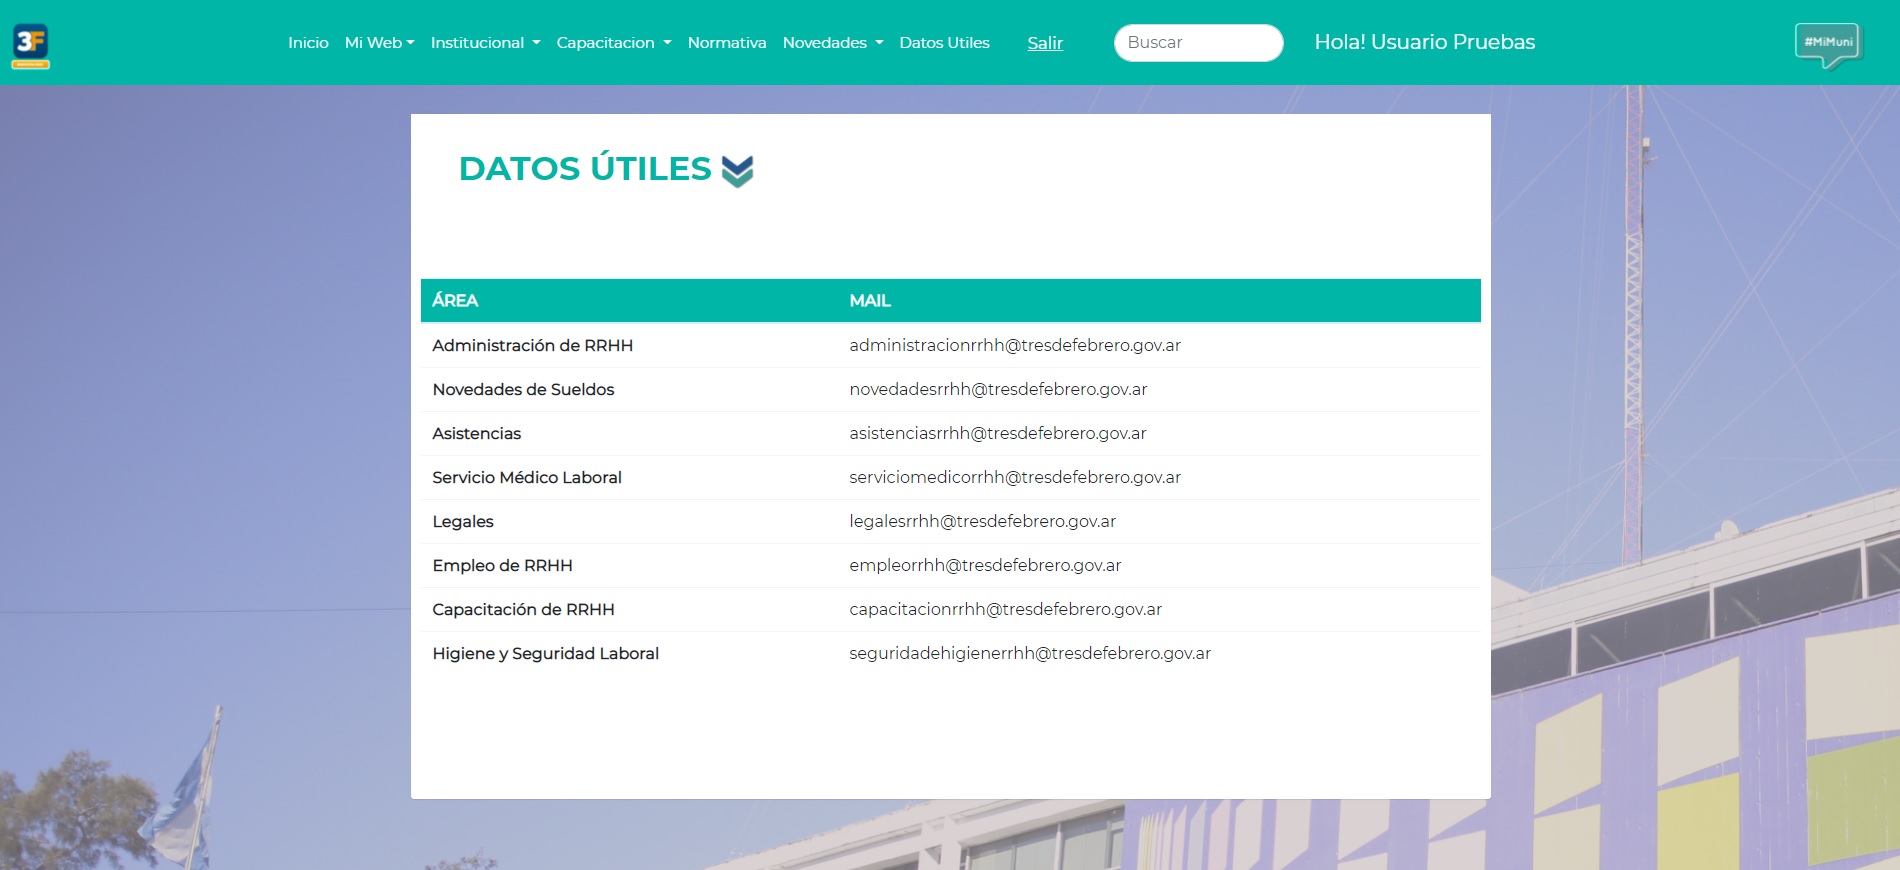 3F
Inicio Mi Web Institucional Capacitacion Normativa Novedades Datos Utiles Salir Buscar Hola! Usuario Pruebas #MiMuni
DATOS ÚTILES
ÁREA MAIL
Administración de RRHH administracionrrhh@tresdefebrero.gov.ar
Novedades de Sueldos novedadesrrhh@tresdefebrero.gov.ar
Asistencias asistenciasrrhh@tresdefebrero.gov.ar
Servicio Médico Laboral serviciomedicorrhh@tresdefebrero.gov.ar
Legales legalesrrhh@tresdefebrero.gov.ar
Empleo de RRHH empleorrhh@tresdefebrero.gov.ar
Capacitación de RRHH capacitacionrrhh@tresdefebrero.gov.ar
Higiene y Seguridad Laboral seguridadehigienerrhh@tresdefebrero.gov.ar